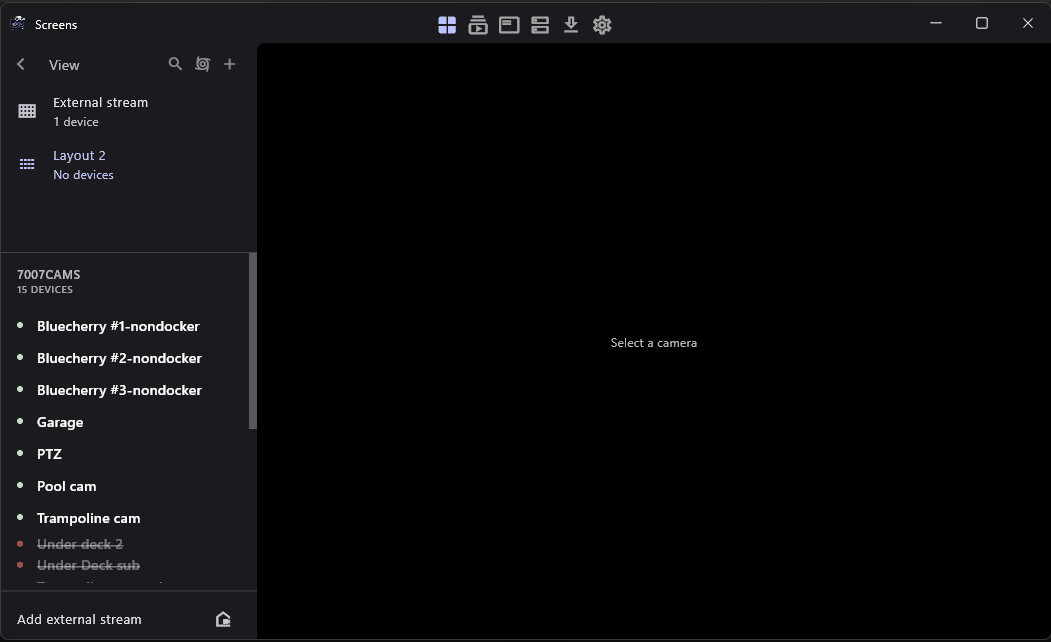 Screens
View
External stream
1 device
Layout 2
No devices
7007CAMS
15 DEVICES
Bluecherry #1-nondocker
Bluecherry #2-nondocker
Bluecherry #3-nondocker
Garage
PTZ
Pool cam
Trampoline cam
Under deck 2
Under Deck sub
Add external stream
Select a camera